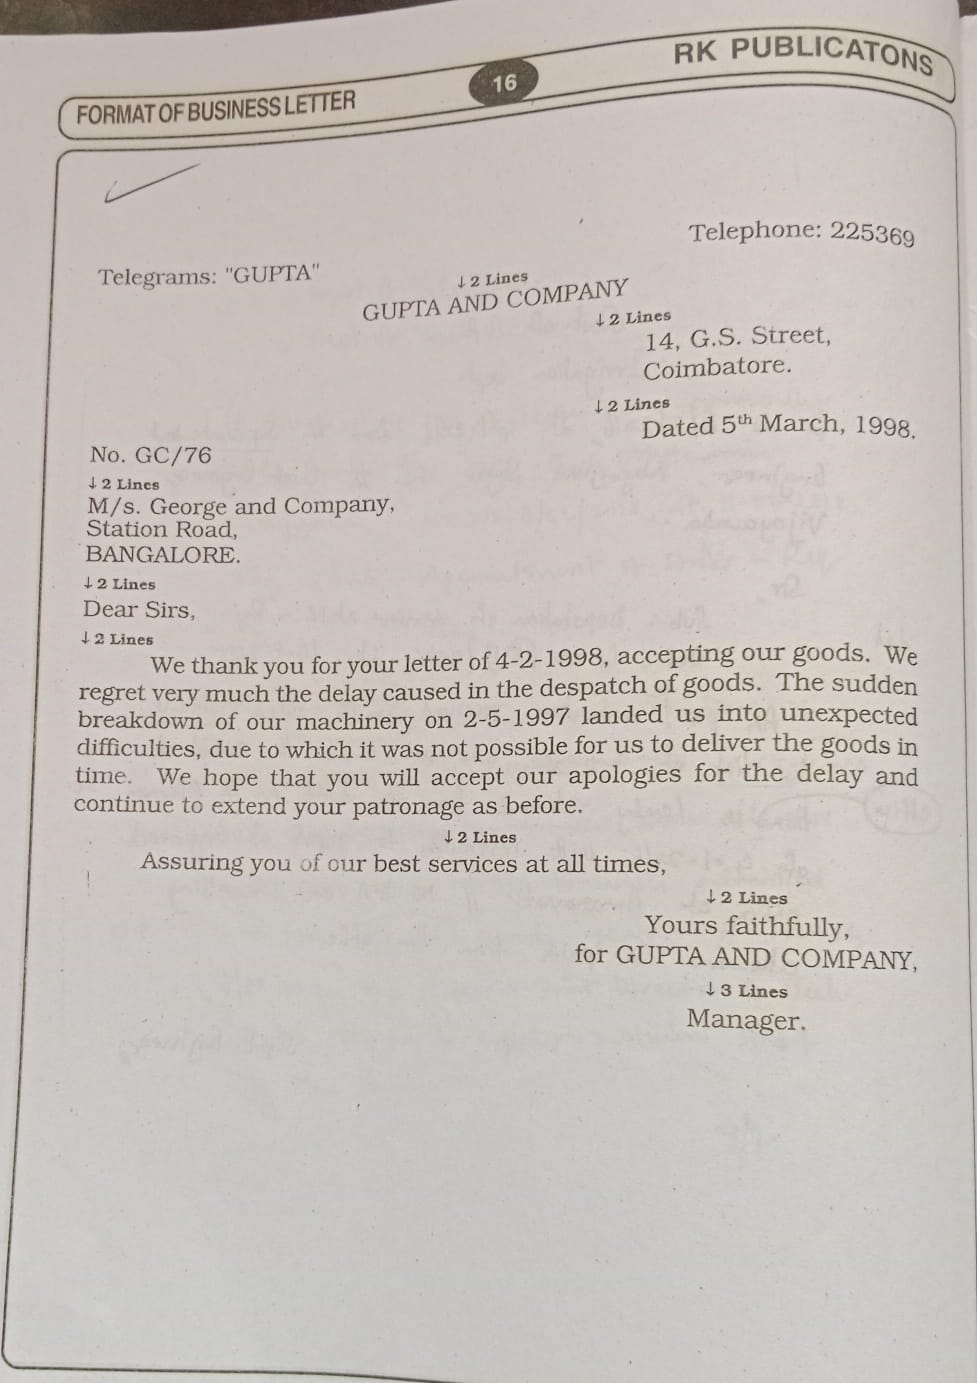 RK PUBLICATONS
16
FORMAT OF BUSINESS LETTER
Telephone: 225369
Telegrams: "GUPTA"
↓ 2 Lines
GUPTA AND COMPANY
↓ 2 Lines
14, G.S. Street,
Coimbatore.
↓ 2 Lines
Dated 5th March, 1998.
No. GC/76
↓ 2 Lines
M/s. George and Company,
Station Road,
BANGALORE.
↓ 2 Lines
Dear Sirs,
↓ 2 Lines
We thank you for your letter of 4-2-1998, accepting our goods. We
regret very much the delay caused in the despatch of goods. The sudden
breakdown of our machinery on 2-5-1997 landed us into unexpected
difficulties, due to which it was not possible for us to deliver the goods in
time. We hope that you will accept our apologies for the delay and
continue to extend your patronage as before.
↓ 2 Lines
Assuring you of our best services at all times,
↓ 2 Lines
Yours faithfully,
for GUPTA AND COMPANY,
↓ 3 Lines
Manager.